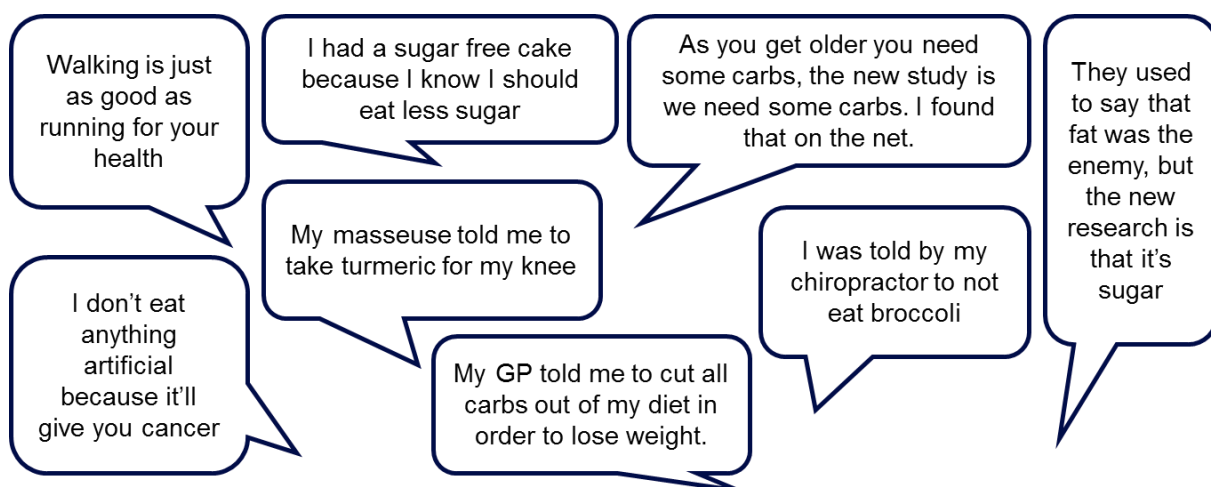 Walking is just
as good as
running for your
health
I had a sugar free cake
because I know I should
eat less sugar
As you get older you need
some carbs, the new study is
we need some carbs. I found
that on the net.
They used
to say that
fat was the
enemy, but
the new
research is
that it’s
sugar
My masseuse told me to
take turmeric for my knee
I was told by my
chiropractor to not
eat broccoli
I don’t eat
anything
artificial
because it’ll
give you cancer
My GP told me to cut all
carbs out of my diet in
order to lose weight.